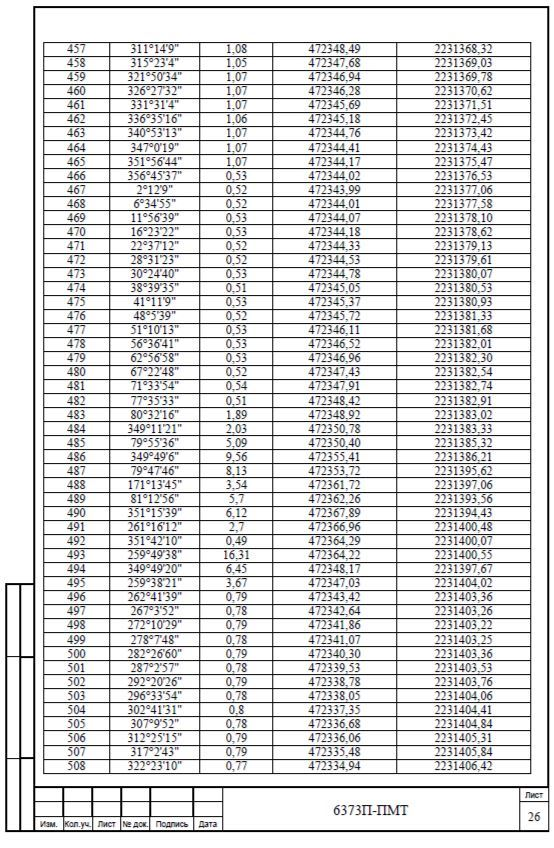 457 311°14'9" 1,08 472348,49 2231368,32
458 315°23'4" 1,05 472347,68 2231369,03
459 321°50'34" 1,07 472346,94 2231369,78
460 326°27'32" 1,07 472346,28 2231370,62
461 331°31'4" 1,07 472345,69 2231371,51
462 336°35'16" 1,06 472345,18 2231372,45
463 340°53'13" 1,07 472344,76 2231373,42
464 347°0'19" 1,07 472344,41 2231374,43
465 351°56'44" 1,07 472344,17 2231375,47
466 356°45'37" 0,53 472344,02 2231376,53
467 2°12'9" 0,52 472343,99 2231377,06
468 6°34'55" 0,52 472344,01 2231377,58
469 11°56'39" 0,53 472344,07 2231378,10
470 16°23'22" 0,53 472344,18 2231378,62
471 22°37'12" 0,52 472344,33 2231379,13
472 28°31'23" 0,52 472344,53 2231379,61
473 30°24'40" 0,53 472344,78 2231380,07
474 38°39'35" 0,51 472345,05 2231380,53
475 41°11'9" 0,53 472345,37 2231380,93
476 48°5'39" 0,52 472345,72 2231381,33
477 51°10'13" 0,53 472346,11 2231381,68
478 56°36'41" 0,53 472346,52 2231382,01
479 62°56'58" 0,53 472346,96 2231382,30
480 67°22'48" 0,52 472347,43 2231382,54
481 71°33'54" 0,54 472347,91 2231382,74
482 77°35'33" 0,51 472348,42 2231382,91
483 80°32'16" 1,89 472348,92 2231383,02
484 349°11'21" 2,03 472350,78 2231383,33
485 79°55'36" 5,09 472350,40 2231385,32
486 349°49'6" 9,56 472355,41 2231386,21
487 79°47'46" 8,13 472353,72 2231395,62
488 171°13'45" 3,54 472361,72 2231397,06
489 81°12'56" 5,7 472362,26 2231393,56
490 351°15'39" 6,12 472367,89 2231394,43
491 261°16'12" 2,7 472366,96 2231400,48
492 351°42'10" 0,49 472364,29 2231400,07
493 259°49'38" 16,31 472364,22 2231400,55
494 349°49'20" 6,45 472348,17 2231397,67
495 259°38'21" 3,67 472347,03 2231404,02
496 262°41'39" 0,79 472343,42 2231403,36
497 267°3'52" 0,78 472342,64 2231403,26
498 272°10'29" 0,79 472341,86 2231403,22
499 278°7'48" 0,79 472341,07 2231403,25
500 282°26'60" 0,79 472340,30 2231403,36
501 287°2'57" 0,78 472339,53 2231403,53
502 292°20'26" 0,79 472338,78 2231403,76
503 296°33'54" 0,78 472338,05 2231404,06
504 302°41'31" 0,8 472337,35 2231404,41
505 307°9'52" 0,78 472336,68 2231404,84
506 312°25'15" 0,79 472336,06 2231405,31
507 317°2'43" 0,79 472335,48 2231405,84
508 322°23'10" 0,77 472334,94 2231406,42
6373П-ПМТ
Лист
26
Изм. Кол.уч. Лист № док. Подпись Дата